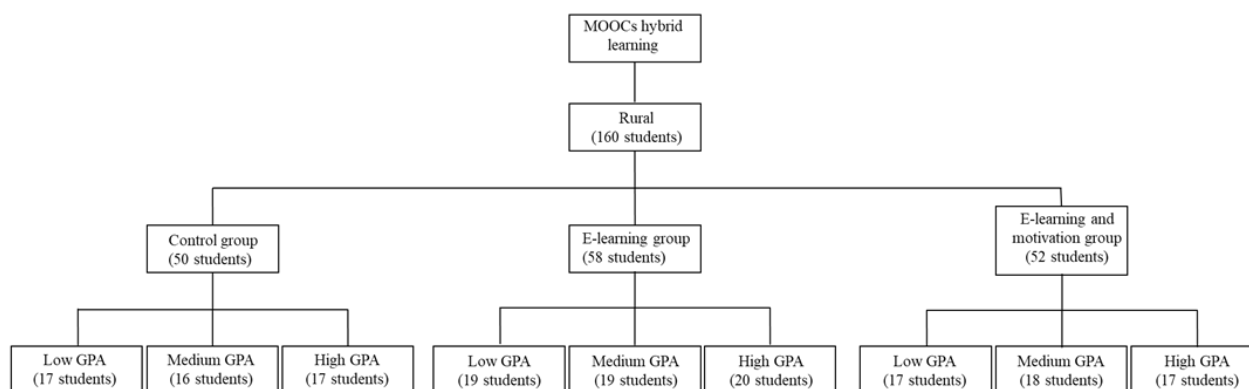 MOOCs hybrid
learning
Rural
(160 students)
Control group
(50 students)
E-learning group
(58 students)
E-learning and
motivation group
(52 students)
Low GPA
(17 students)
Medium GPA
(16 students)
High GPA
(17 students)
Low GPA
(19 students)
Medium GPA
(19 students)
High GPA
(20 students)
Low GPA
(17 students)
Medium GPA
(18 students)
High GPA
(17 students)